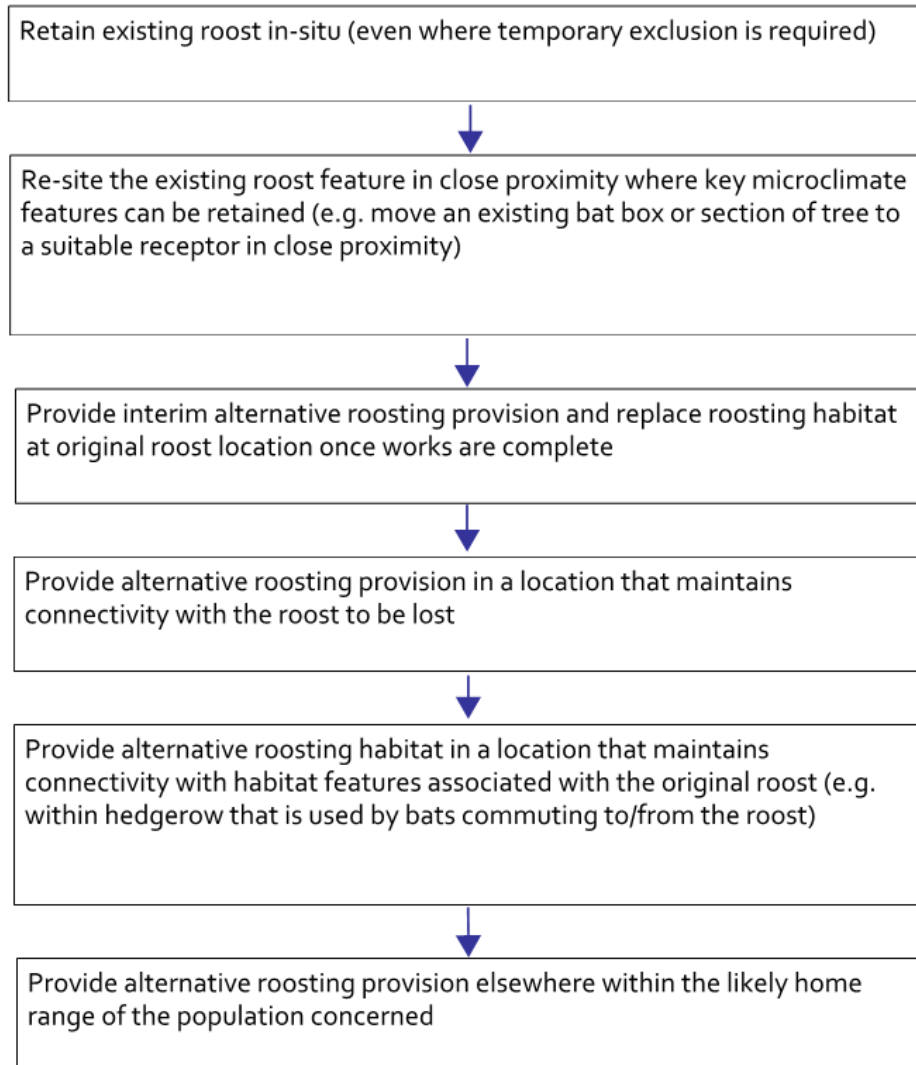 Retain existing roost in-situ (even where temporary exclusion is required)
Re-site the existing roost feature in close proximity where key microclimate
features can be retained (e.g. move an existing bat box or section of tree to
a suitable receptor in close proximity)
Provide interim alternative roosting provision and replace roosting habitat
at original roost location once works are complete
Provide alternative roosting provision in a location that maintains
connectivity with the roost to be lost
Provide alternative roosting habitat in a location that maintains
connectivity with habitat features associated with the original roost (e.g.
within hedgerow that is used by bats commuting to/from the roost)
Provide alternative roosting provision elsewhere within the likely home
range of the population concerned